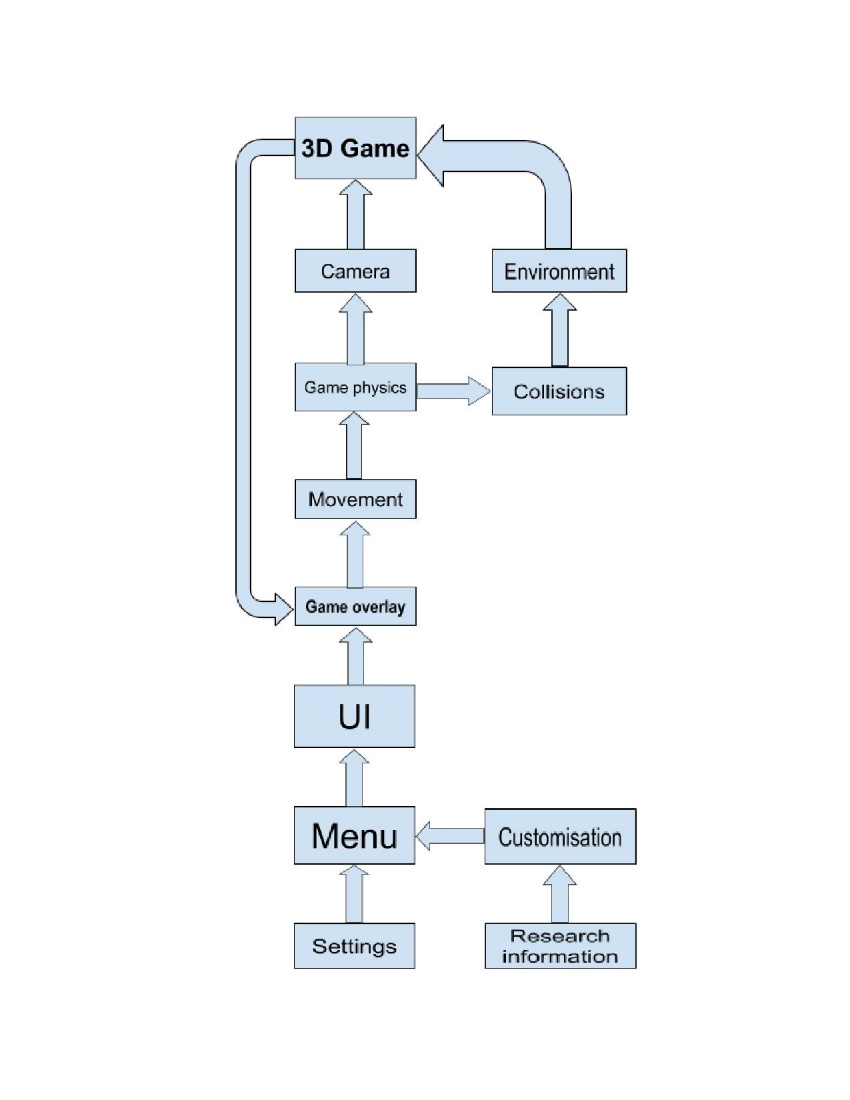 3D Game
Camera
Environment
Game physics
Collisions
Movement
Game overlay
UI
Menu
Customisation
Settings
Research
information